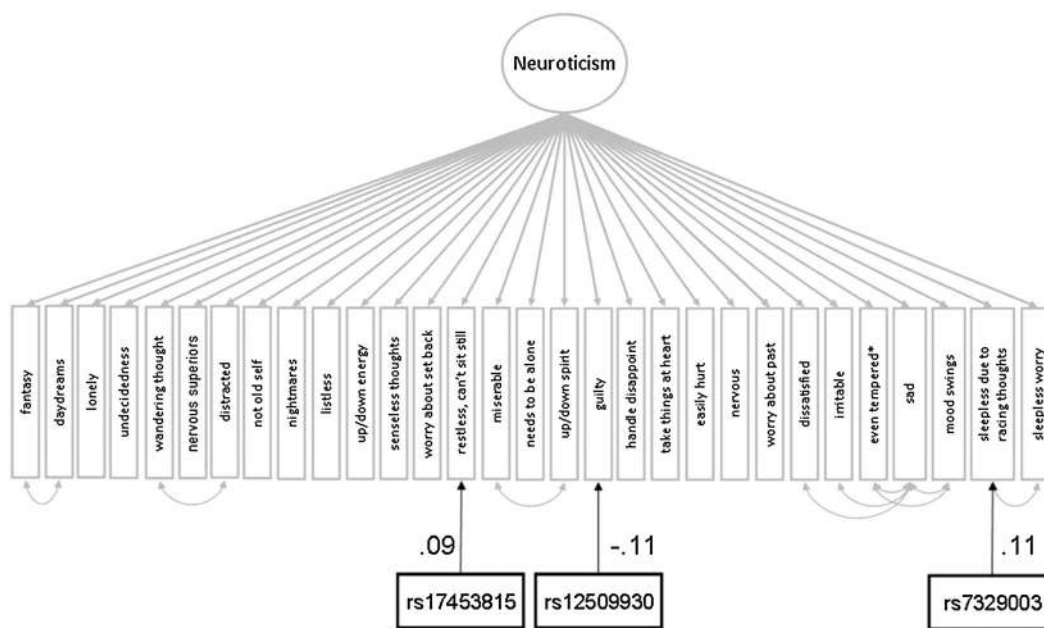 Neuroticism
fantasy
daydreams
lonely
undecidedness
wandering thought
nervous superiors
distracted
not old self
nightmares
listless
up/down energy
senseless thoughts
worry about set back
restless, can't sit still
miserable
needs to be alone
up/down spirit
guilty
handle disappoint
take things at heart
easily hurt
nervous
worry about past
dissatisfied
irritable
even tempered*
sad
mood swings
sleepless due to
racing thoughts
sleepless worry
.09
-.11
.11
rs17453815
rs12509930
rs7329003